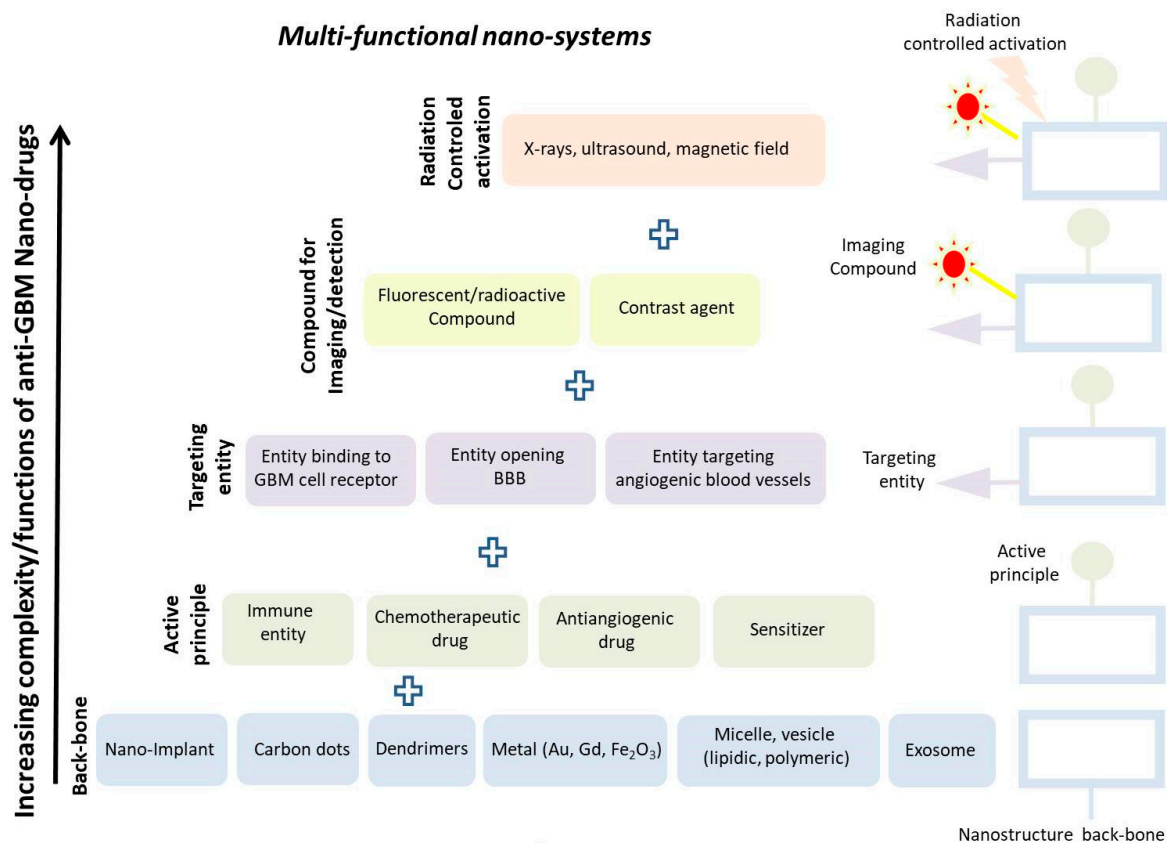 Multi-functional nano-systems
Radiation
controlled activation
Increasing complexity/functions of anti-GBM Nano-drugs
Radiation
Controled
activation
X-rays, ultrasound, magnetic field
Compound for
Imaging/detection
Fluorescent/radioactive
Compound
Contrast agent
Imaging
Compound
Targeting
entity
Entity binding to
GBM cell receptor
Entity opening
BBB
Entity targeting
angiogenic blood vessels
Targeting
entity
Active
principle
Immune
entity
Chemotherapeutic
drug
Antiangiogenic
drug
Sensitizer
Active
principle
Back-bone
Nano-Implant
Carbon dots
Dendrimers
Metal (Au, Gd, Fe₂O₃)
Micelle, vesicle
(lipidic, polymeric)
Exosome
Nanostructure back-bone